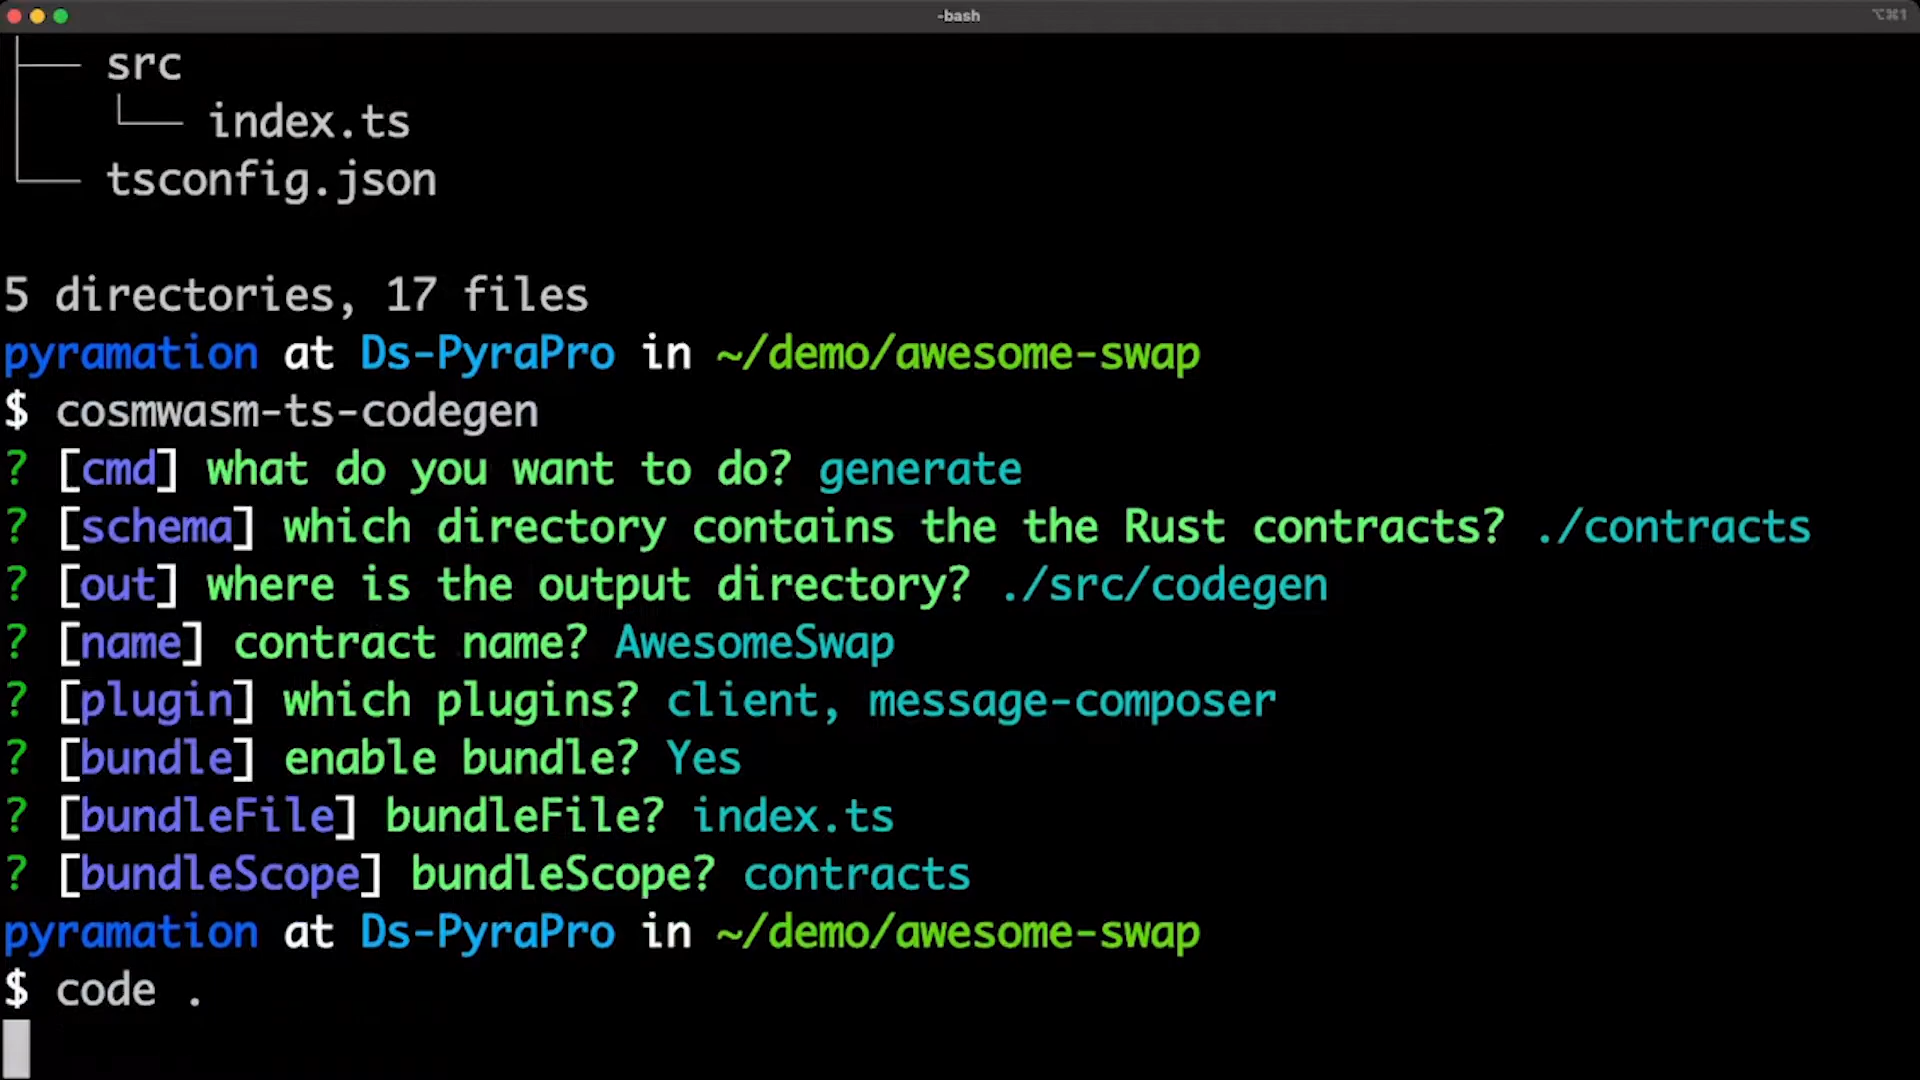 -bash
⌥⌘1
src
index.ts
tsconfig.json
5 directories, 17 files
pyramation at Ds-PyraPro in ~/demo/awesome-swap
$ cosmwasm-ts-codegen
? [cmd] what do you want to do? generate
? [schema] which directory contains the the Rust contracts? ./contracts
? [out] where is the output directory? ./src/codegen
? [name] contract name? AwesomeSwap
? [plugin] which plugins? client, message-composer
? [bundle] enable bundle? Yes
? [bundleFile] bundleFile? index.ts
? [bundleScope] bundleScope? contracts
pyramation at Ds-PyraPro in ~/demo/awesome-swap
$ code .